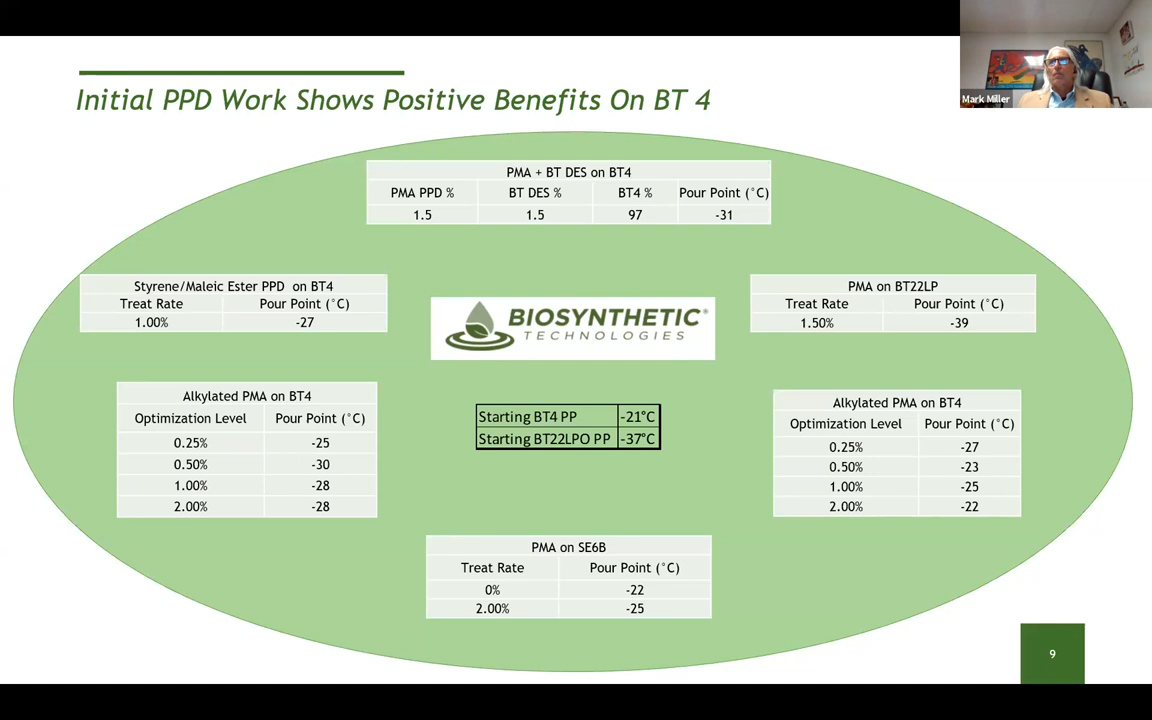 Mark Miller
Initial PPD Work Shows Positive Benefits On BT 4
PMA + BT DES on BT4
PMA PPD % BT DES % BT4 % Pour Point (°C)
1.5 1.5 97 -31
Styrene/Maleic Ester PPD on BT4
Treat Rate Pour Point (°C)
1.00% -27
BIOSYNTHETIC®
TECHNOLOGIES
PMA on BT22LP
Treat Rate Pour Point (°C)
1.50% -39
Alkylated PMA on BT4
Optimization Level Pour Point (°C)
0.25% -25
0.50% -30
1.00% -28
2.00% -28
Starting BT4 PP -21°C
Starting BT22LPO PP -37°C
Alkylated PMA on BT4
Optimization Level Pour Point (°C)
0.25% -27
0.50% -23
1.00% -25
2.00% -22
PMA on SE6B
Treat Rate Pour Point (°C)
0% -22
2.00% -25
9